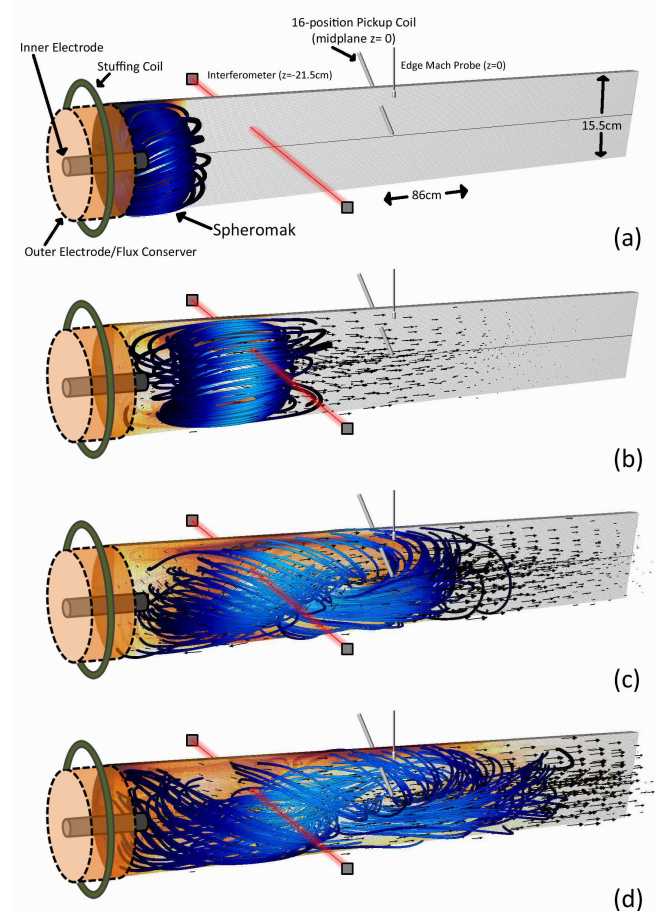 16-position Pickup Coil
(midplane z= 0)
Inner Electrode
Stuffing Coil
Interferometer (z=-21.5cm)
Edge Mach Probe (z=0)
15.5cm
86cm
Spheromak
Outer Electrode/Flux Conserver
(a)
(b)
(c)
(d)